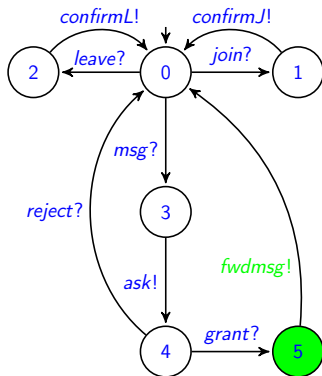 confirmL! confirmJ!
leave? join?
2 0 1
msg?
reject? 3
ask! fwdmsg!
grant?
4 5